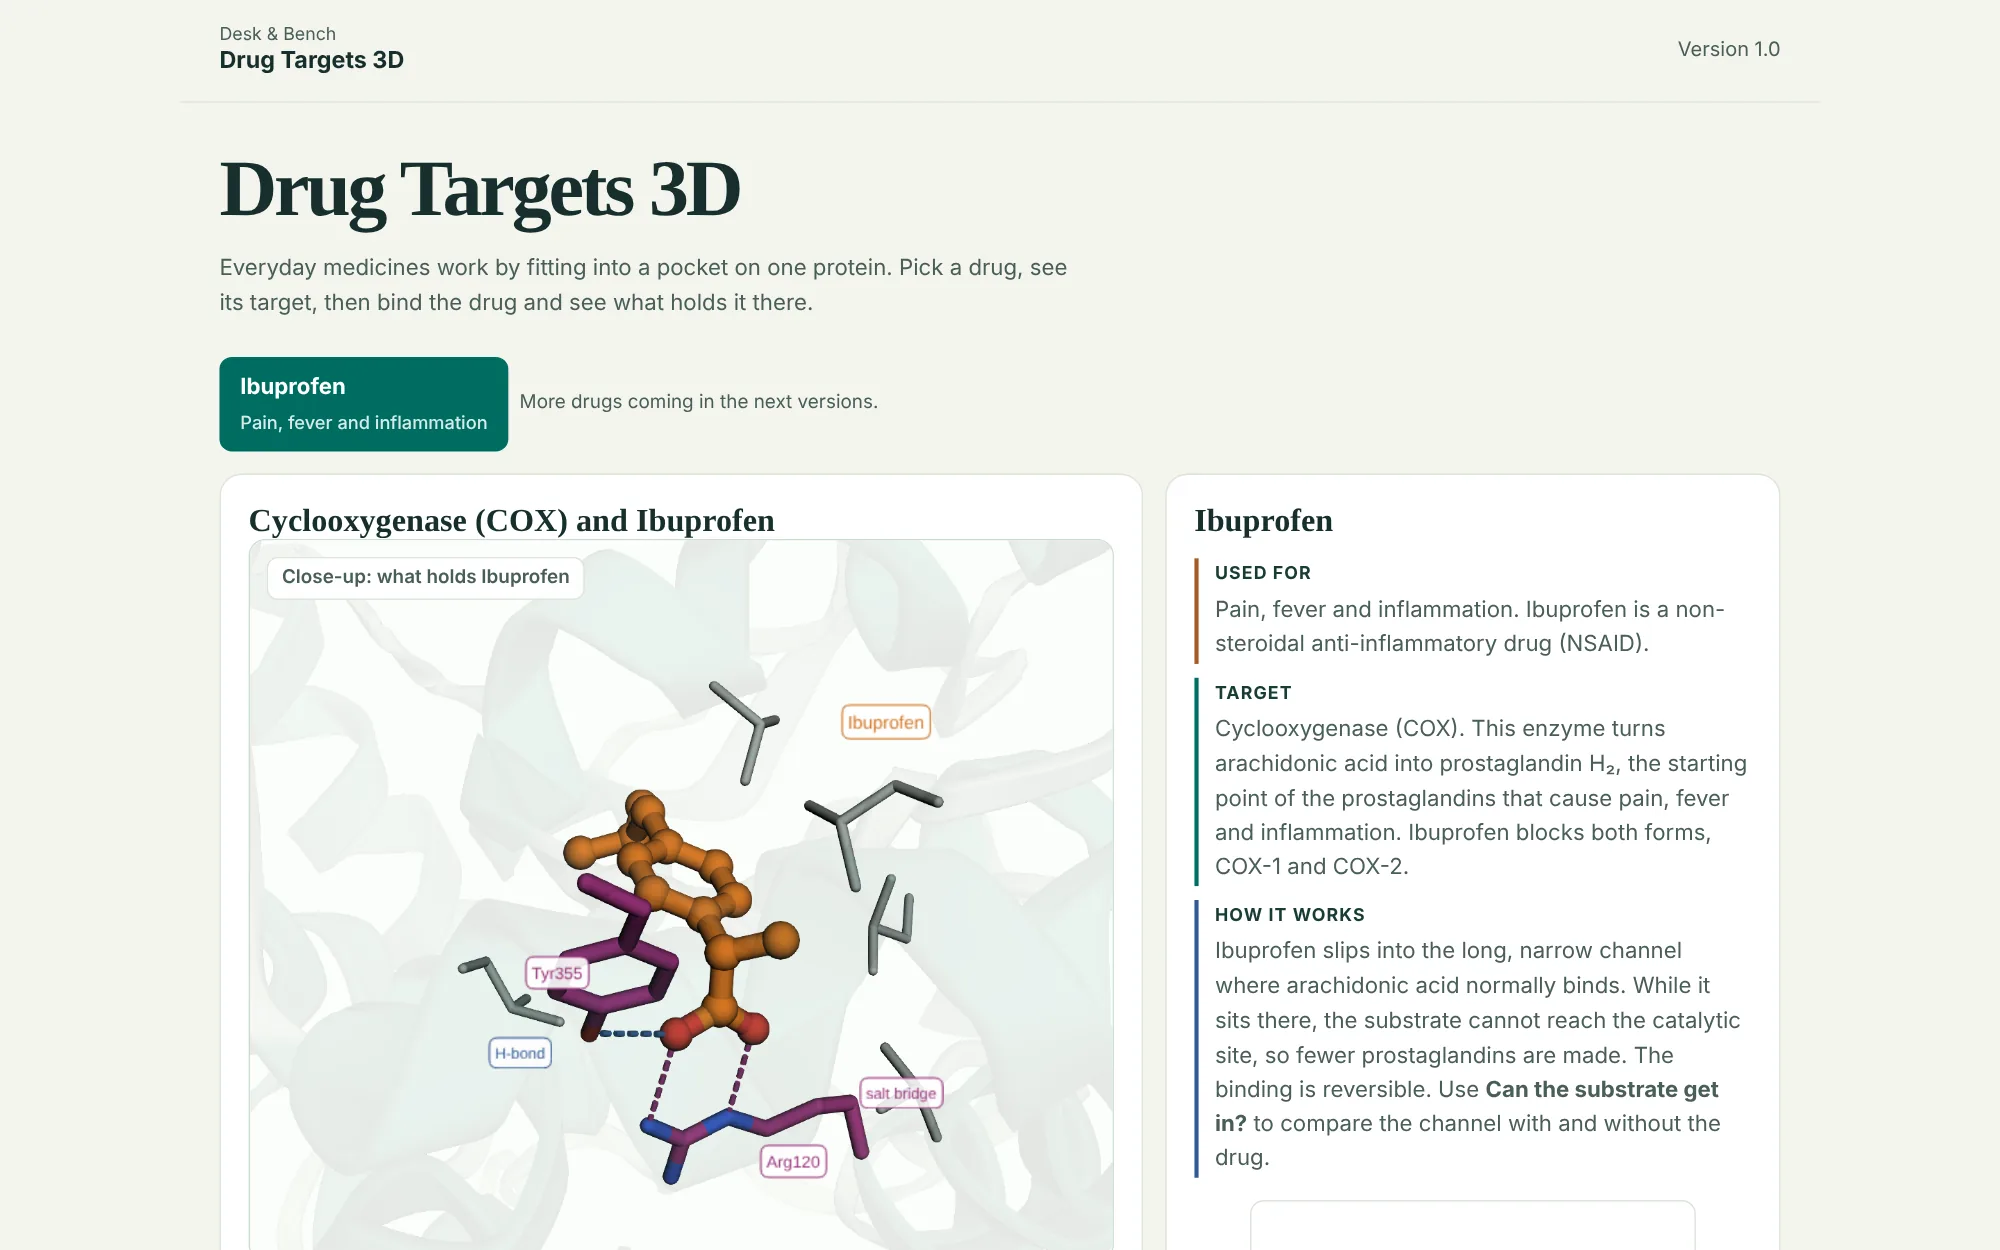 Desk & Bench
Drug Targets 3D
Version 1.0
Drug Targets 3D
Everyday medicines work by fitting into a pocket on one protein. Pick a drug, see
its target, then bind the drug and see what holds it there.
Ibuprofen
Pain, fever and inflammation
More drugs coming in the next versions.
Cyclooxygenase (COX) and Ibuprofen
Close-up: what holds Ibuprofen
Ibuprofen
Tyr355
H-bond
salt bridge
Arg120
Ibuprofen
USED FOR
Pain, fever and inflammation. Ibuprofen is a non-
steroidal anti-inflammatory drug (NSAID).
TARGET
Cyclooxygenase (COX). This enzyme turns
arachidonic acid into prostaglandin H₂, the starting
point of the prostaglandins that cause pain, fever
and inflammation. Ibuprofen blocks both forms,
COX-1 and COX-2.
HOW IT WORKS
Ibuprofen slips into the long, narrow channel
where arachidonic acid normally binds. While it
sits there, the substrate cannot reach the catalytic
site, so fewer prostaglandins are made. The
binding is reversible. Use Can the substrate get
in? to compare the channel with and without the
drug.